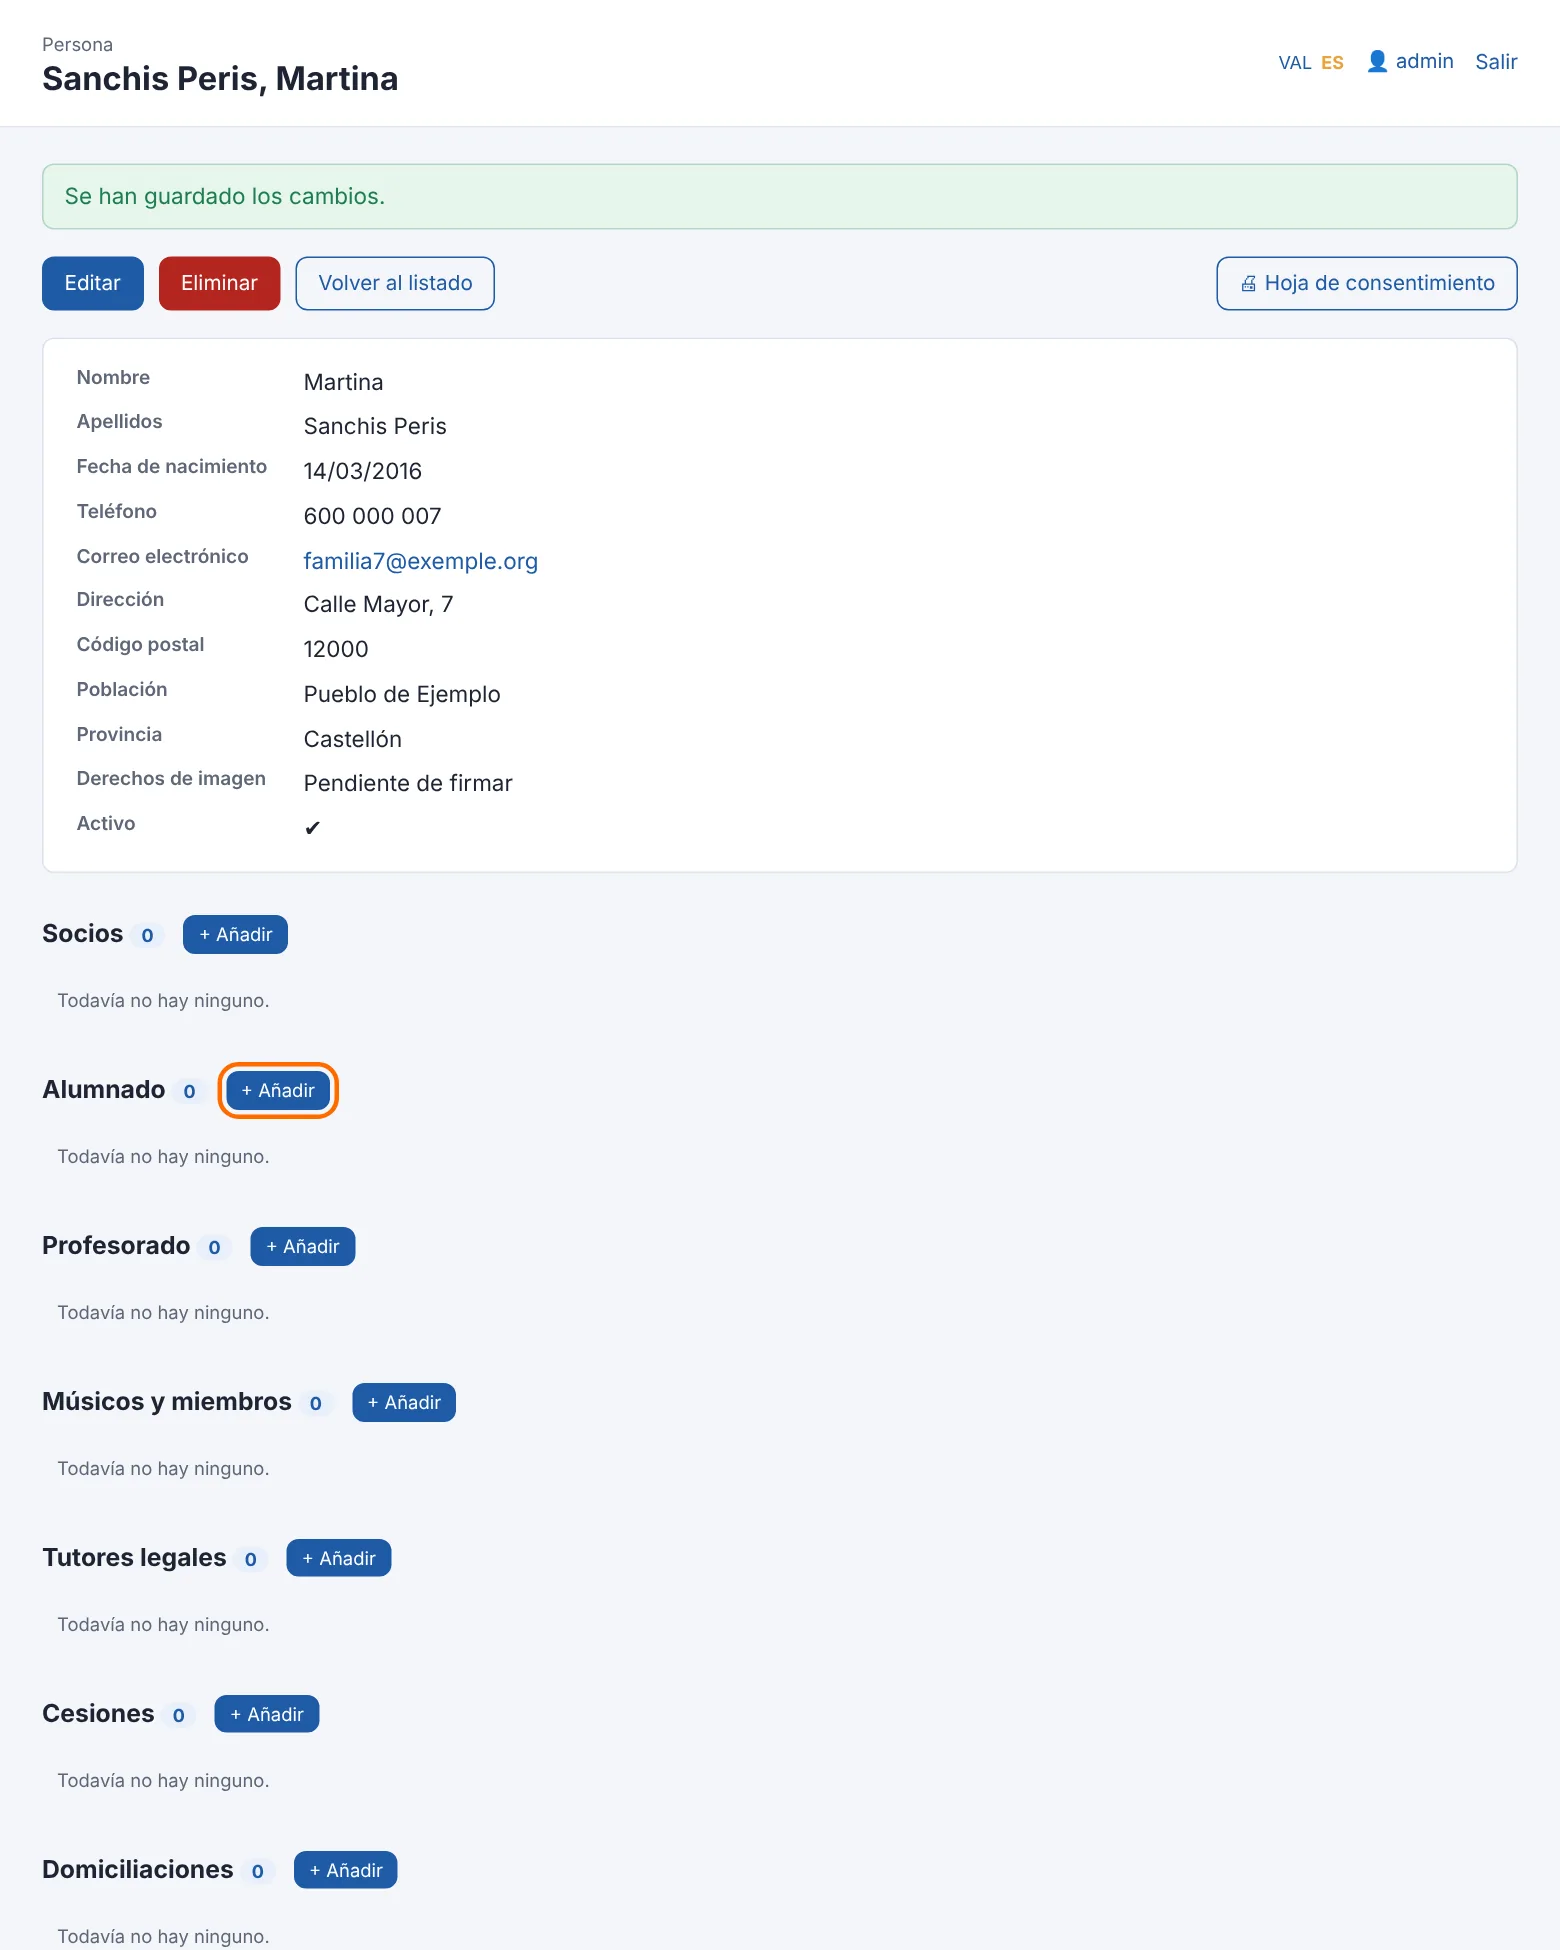 Persona
Sanchis Peris, Martina
VAL ES admin Salir
Se han guardado los cambios.
Editar Eliminar Volver al listado Hoja de consentimiento
Nombre Martina
Apellidos Sanchis Peris
Fecha de nacimiento 14/03/2016
Teléfono 600 000 007
Correo electrónico familia7@exemple.org
Dirección Calle Mayor, 7
Código postal 12000
Población Pueblo de Ejemplo
Provincia Castellón
Derechos de imagen Pendiente de firmar
Activo ✔
Socios 0 + Añadir
Todavía no hay ninguno.
Alumnado 0 + Añadir
Todavía no hay ninguno.
Profesorado 0 + Añadir
Todavía no hay ninguno.
Músicos y miembros 0 + Añadir
Todavía no hay ninguno.
Tutores legales 0 + Añadir
Todavía no hay ninguno.
Cesiones 0 + Añadir
Todavía no hay ninguno.
Domiciliaciones 0 + Añadir
Todavía no hay ninguno.